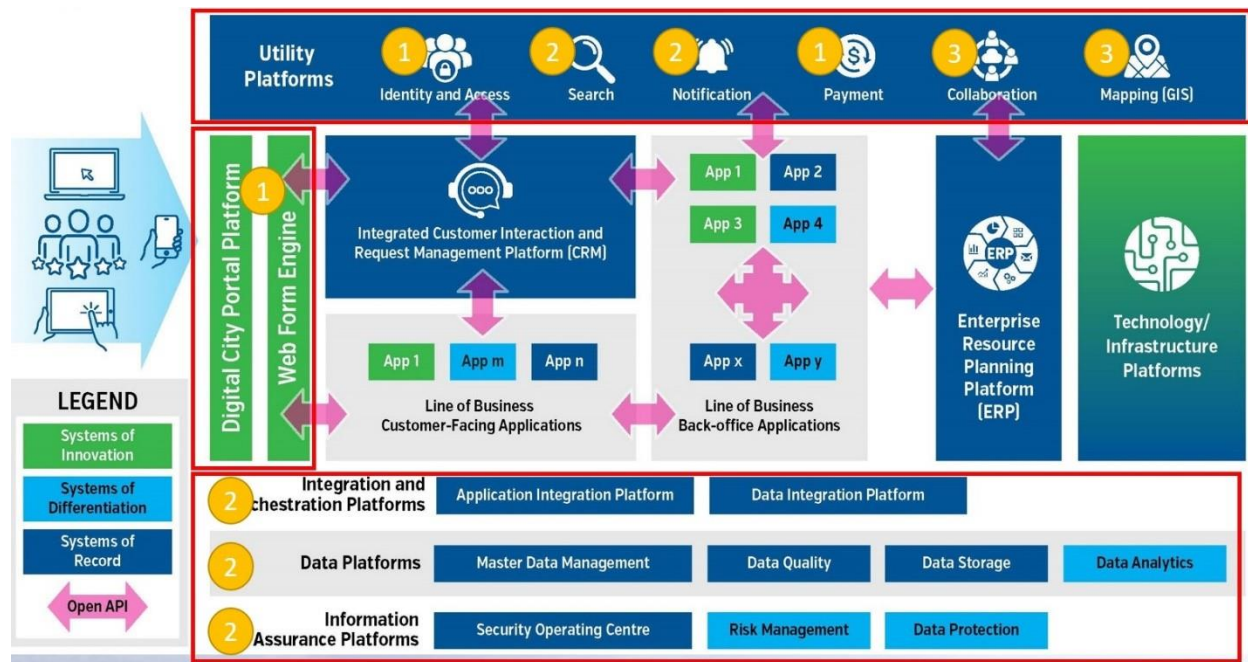 Utility
Platforms
1
Identity and Access
2
Search
2
Notification
1
$
Payment
3
Collaboration
3
Mapping (GIS)
Digital City Portal Platform
Web Form Engine
1
Integrated Customer Interaction and
Request Management Platform (CRM)
App 1
App 2
App 3
App 4
App x
App y
Line of Business
Back-office Applications
App 1
App m
App n
Line of Business
Customer-Facing Applications
ERP
Enterprise
Resource
Planning
Platform
(ERP)
Technology/
Infrastructure
Platforms
LEGEND
Systems of
Innovation
Systems of
Differentiation
Systems of
Record
Open API
2
Integration and
chestration Platforms
Application Integration Platform
Data Integration Platform
2
Data Platforms
Master Data Management
Data Quality
Data Storage
Data Analytics
2
Information
Assurance Platforms
Security Operating Centre
Risk Management
Data Protection